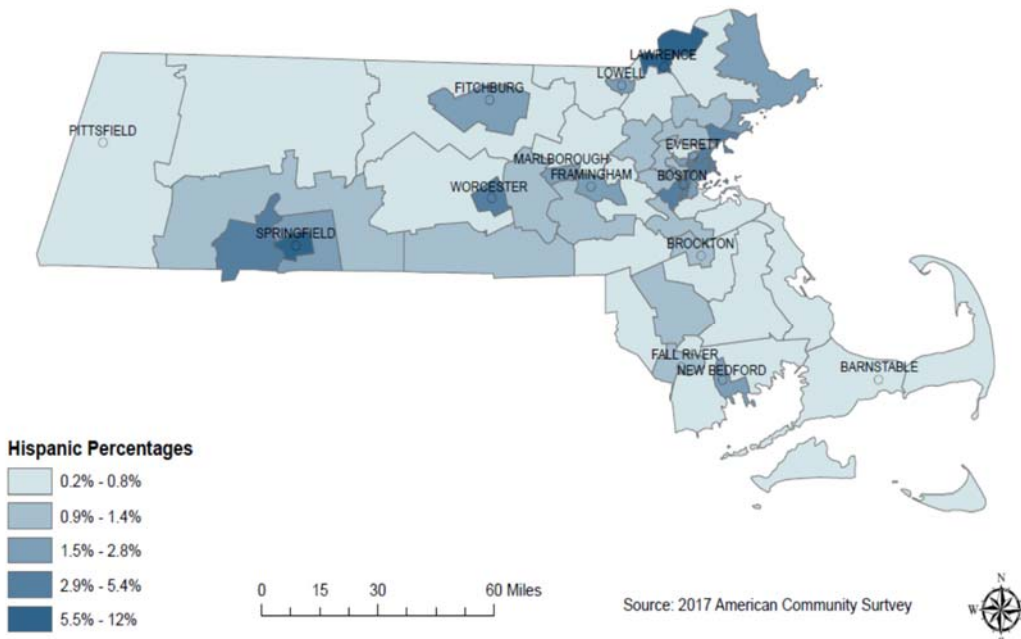 LAWRENCE
LOWELL
FITCHBURG
PITTSFIELD
EVERETT
MARLBOROUGH
FRAMINGHAM
BOSTON
WORCESTER
SPRINGFIELD
BROCKTON
FALL RIVER
NEW BEDFORD
BARNSTABLE
Hispanic Percentages
0.2% - 0.8%
0.9% - 1.4%
1.5% - 2.8%
2.9% - 5.4%
5.5% - 12%
0 15 30 60 Miles
Source: 2017 American Community Surtvey
N
W
E
S